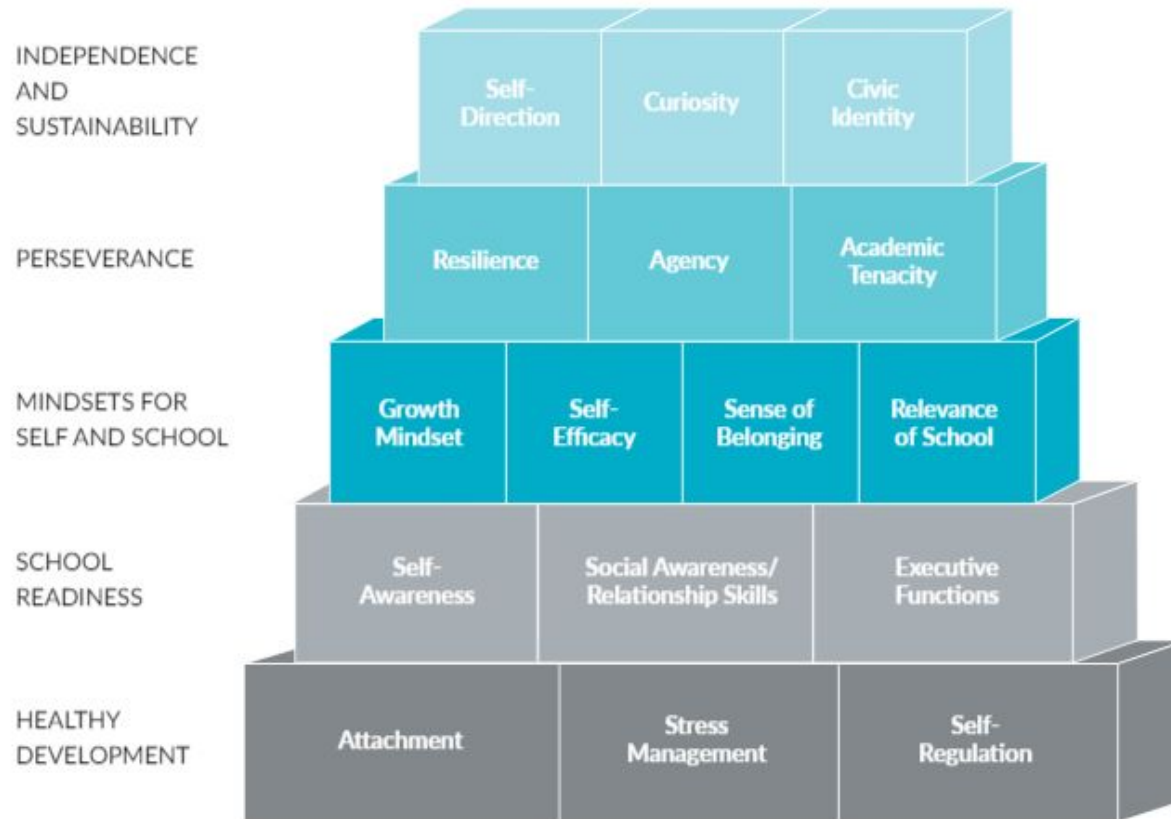 INDEPENDENCE
AND
SUSTAINABILITY
Self-
Direction
Curiosity
Civic
Identity
PERSEVERANCE
Resilience
Agency
Academic
Tenacity
MINDSETS FOR
SELF AND SCHOOL
Growth
Mindset
Self-
Efficacy
Sense of
Belonging
Relevance
of School
SCHOOL
READINESS
Self-
Awareness
Social Awareness/
Relationship Skills
Executive
Functions
HEALTHY
DEVELOPMENT
Attachment
Stress
Management
Self-
Regulation